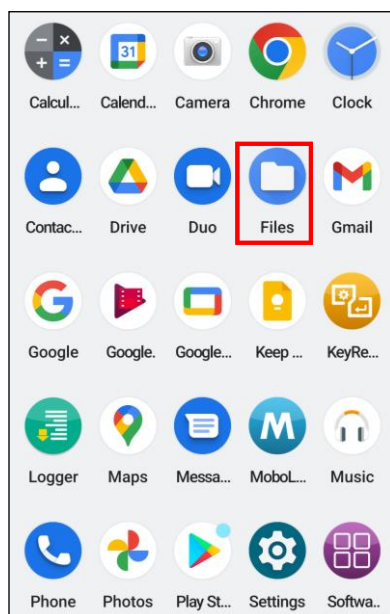 31
Calcul... Calend... Camera Chrome Clock
Contac... Drive Duo Files Gmail
G
Google Google. Google... Keep ... KeyRe...
M
Logger Maps Messa... MoboL... Music
Phone Photos Play St... Settings Softwa.